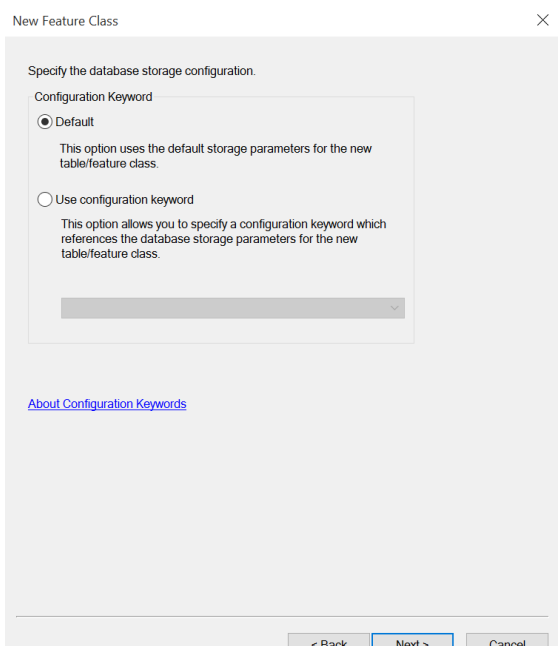 New Feature Class
Specify the database storage configuration.
Configuration Keyword
Default
This option uses the default storage parameters for the new
table/feature class.
Use configuration keyword
This option allows you to specify a configuration keyword which
references the database storage parameters for the new
table/feature class.
About Configuration Keywords
< Back Next > Cancel